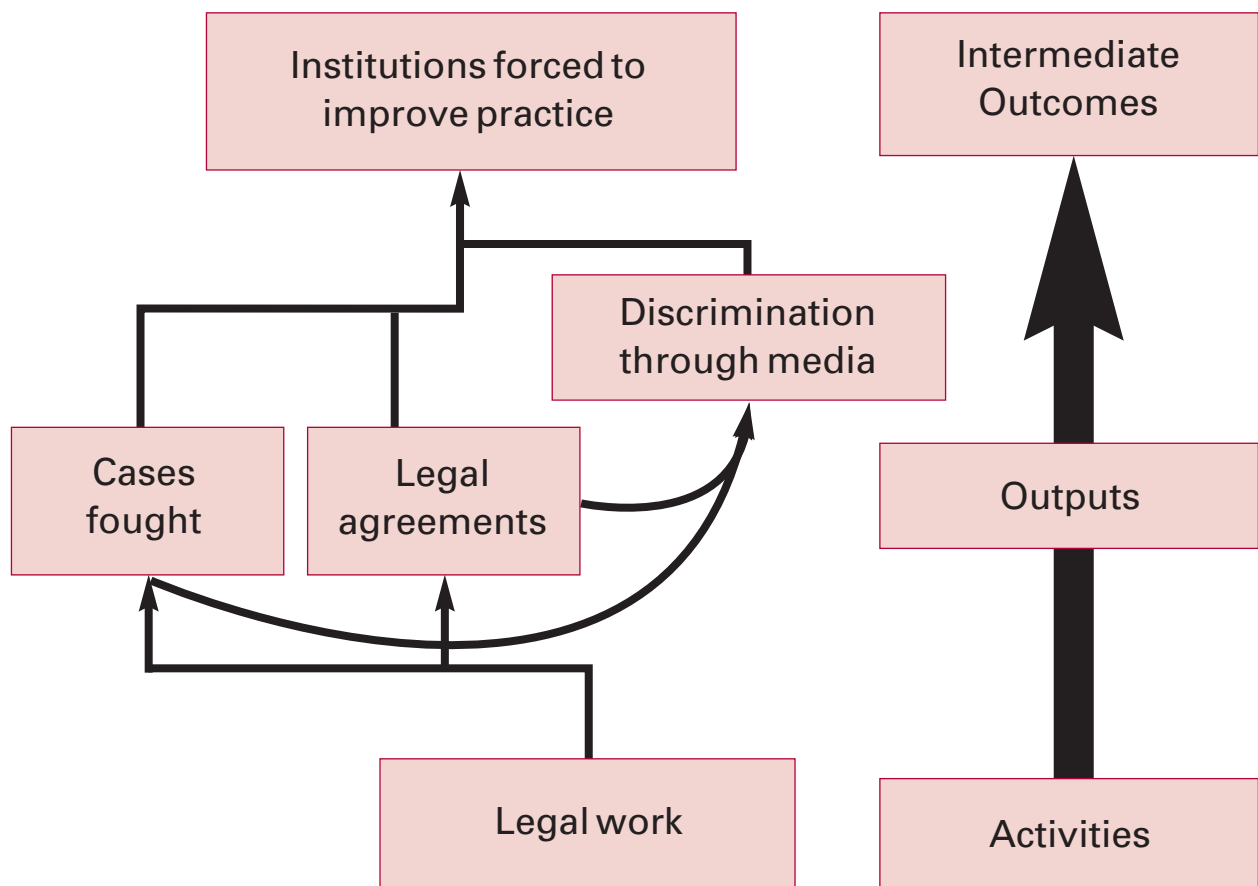 Institutions forced to
improve practice
Intermediate
Outcomes
Discrimination
through media
Cases
fought
Legal
agreements
Outputs
Legal work
Activities